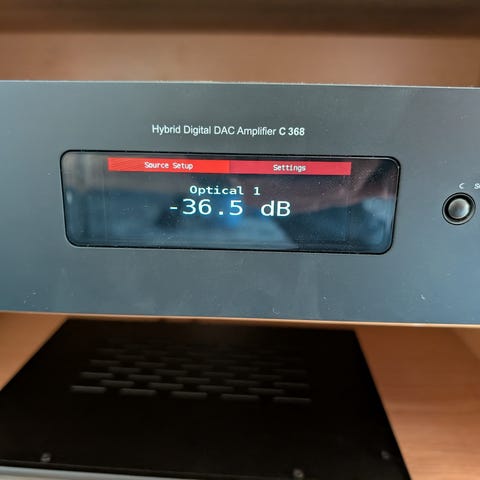 Hybrid Digital DAC Amplifier C 368
Source Setup
Settings
Optical 1
-36.5 dB